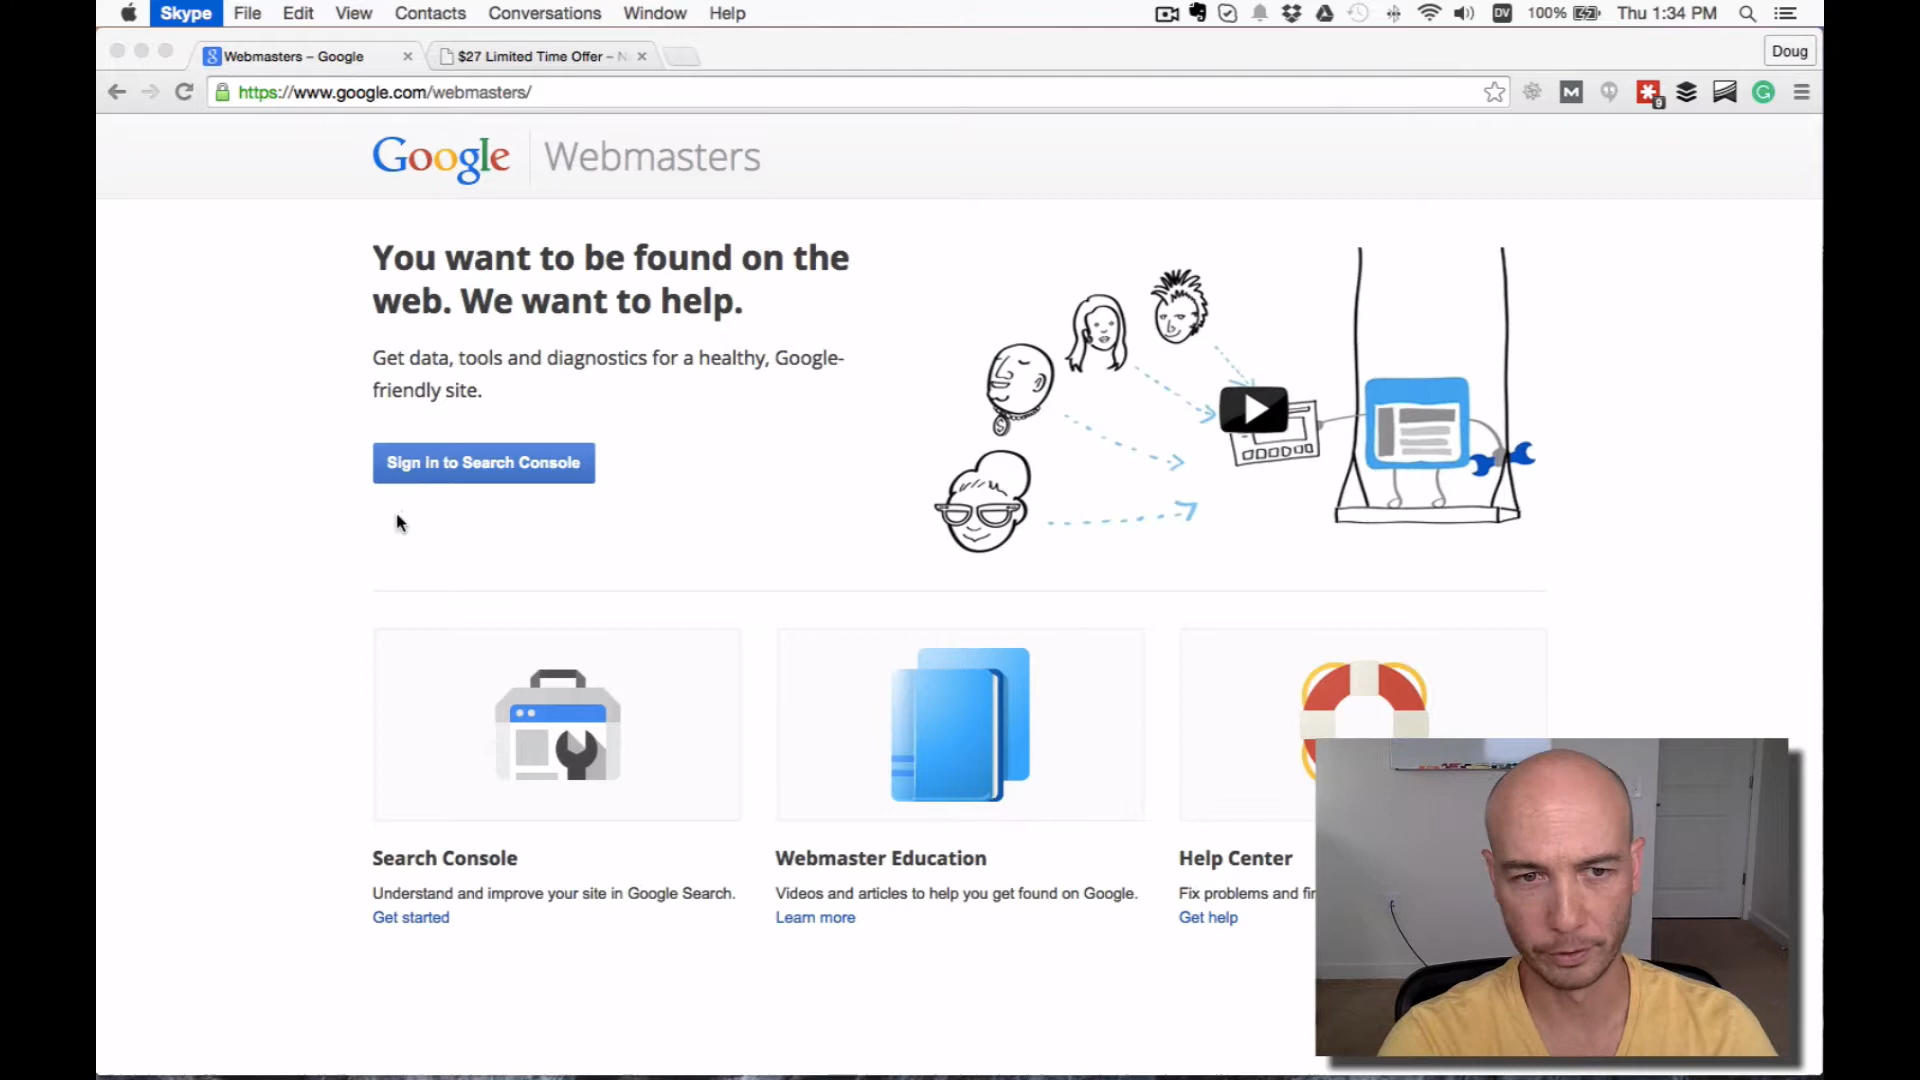 Skype File Edit View Contacts Conversations Window Help DV 100% Thu 1:34 PM
Webmasters – Google $27 Limited Time Offer – Doug
https://www.google.com/webmasters/ M 9 G
Google Webmasters
You want to be found on the
web. We want to help.
Get data, tools and diagnostics for a healthy, Google-
friendly site.
Sign in to Search Console
Search Console
Understand and improve your site in Google Search.
Get started
Webmaster Education
Videos and articles to help you get found on Google.
Learn more
Help Center
Fix problems and
Get help